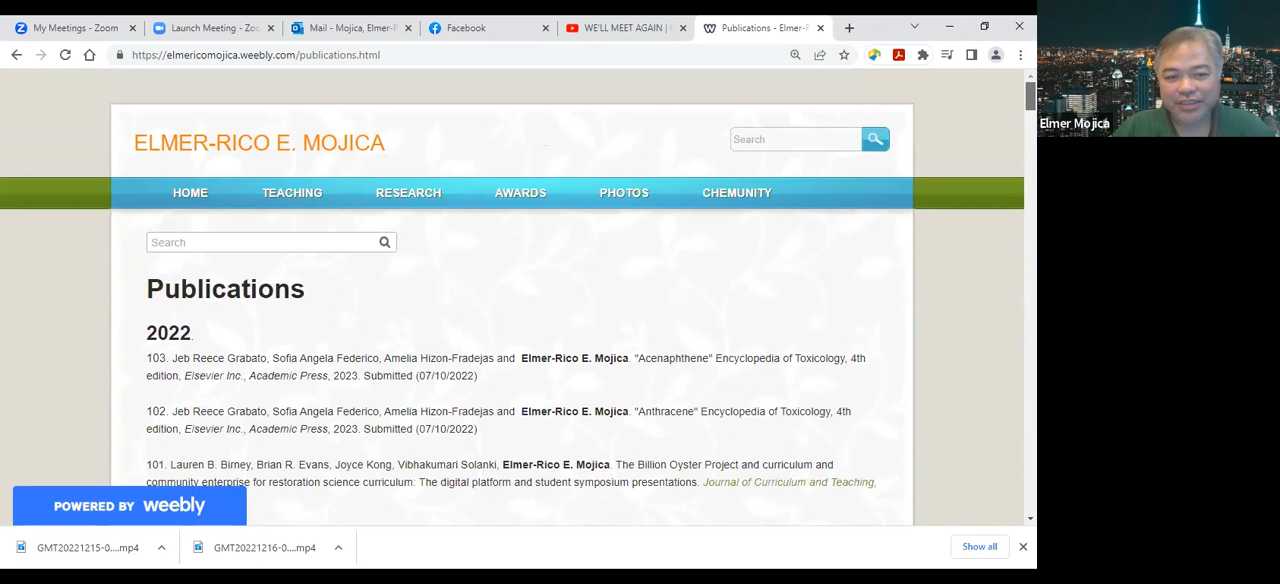 My Meetings - Zoom
Launch Meeting - Zoo
Mail - Mojica, Elmer-R
Facebook
WE'LL MEET AGAIN |
Publications - Elmer-R
https://elmericomojica.weebly.com/publications.html
Elmer Mojica
ELMER-RICO E. MOJICA
Search
HOME
TEACHING
RESEARCH
AWARDS
PHOTOS
CHEMUNITY
Search
Publications
2022.
103. Jeb Reece Grabato, Sofia Angela Federico, Amelia Hizon-Fradejas and Elmer-Rico E. Mojica. "Acenaphthene" Encyclopedia of Toxicology, 4th
edition, Elsevier Inc., Academic Press, 2023. Submitted (07/10/2022)
102. Jeb Reece Grabato, Sofia Angela Federico, Amelia Hizon-Fradejas and Elmer-Rico E. Mojica. "Anthracene" Encyclopedia of Toxicology, 4th
edition, Elsevier Inc., Academic Press, 2023. Submitted (07/10/2022)
101. Lauren B. Birney, Brian R. Evans, Joyce Kong, Vibhakumari Solanki, Elmer-Rico E. Mojica. The Billion Oyster Project and curriculum and
community enterprise for restoration science curriculum: The digital platform and student symposium presentations. Journal of Curriculum and Teaching,
POWERED BY weebly
GMT20221215-0....mp4
GMT20221216-0....mp4
Show all